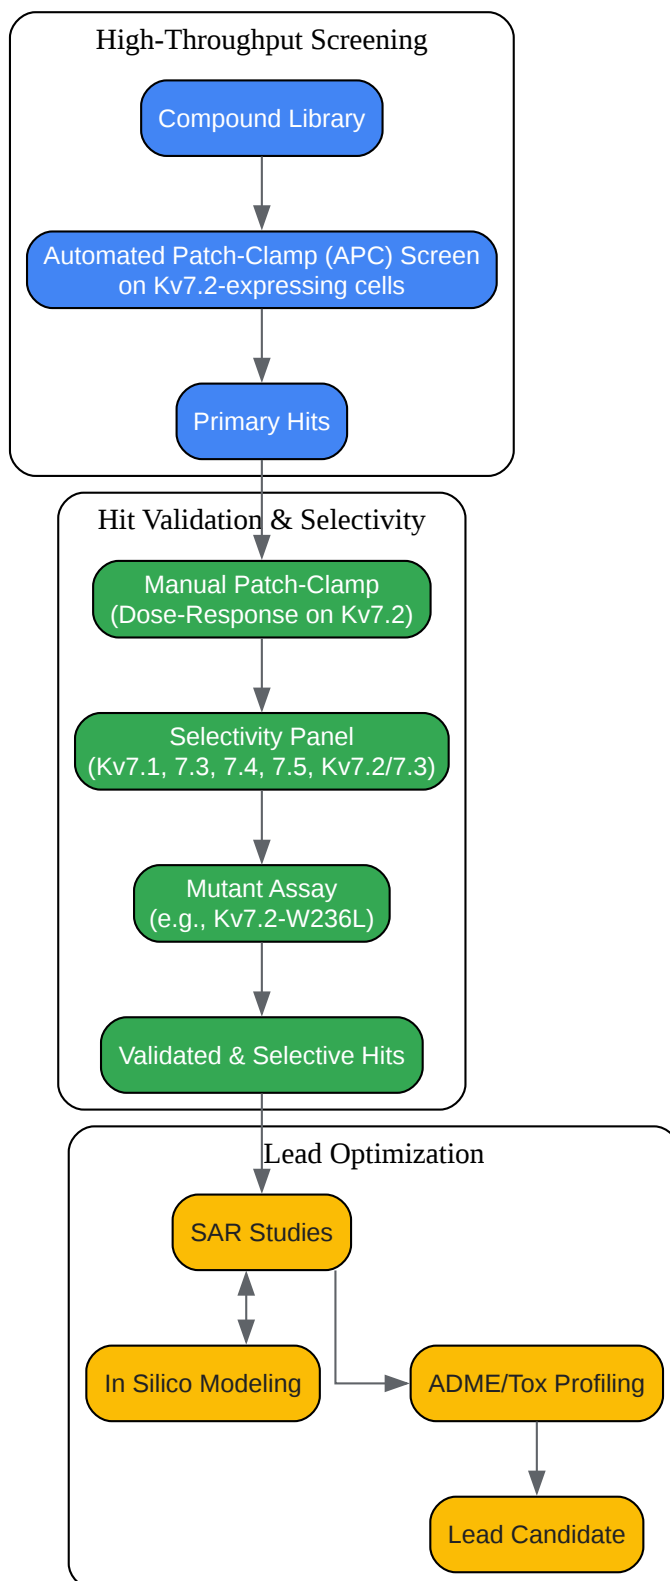 High-Throughput Screening
Compound Library
Automated Patch-Clamp (APC) Screen
on Kv7.2-expressing cells
Primary Hits
Hit Validation & Selectivity
Manual Patch-Clamp
(Dose-Response on Kv7.2)
Selectivity Panel
(Kv7.1, 7.3, 7.4, 7.5, Kv7.2/7.3)
Mutant Assay
(e.g., Kv7.2-W236L)
Validated & Selective Hits
Lead Optimization
SAR Studies
In Silico Modeling
ADME/Tox Profiling
Lead Candidate